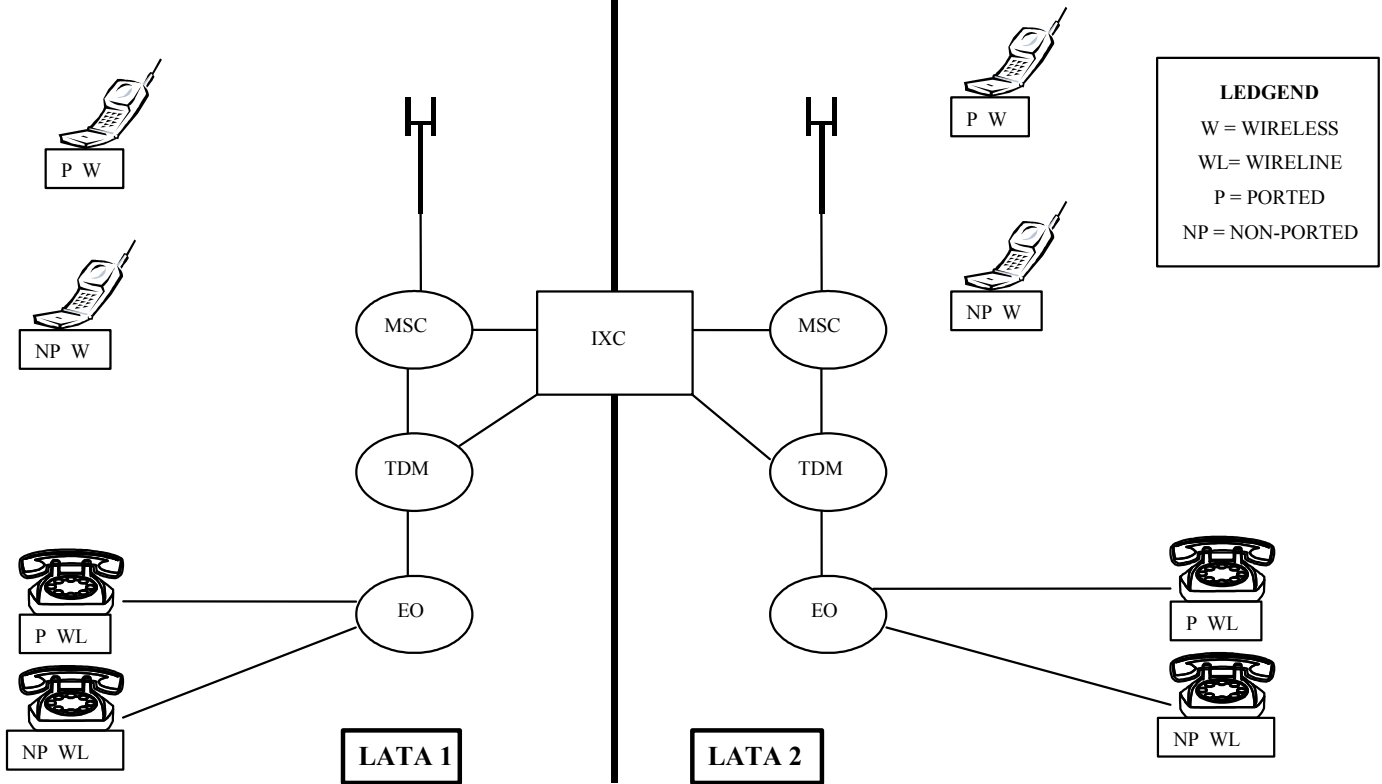 P W
LEDGEND
W = WIRELESS
WL= WIRELINE
P = PORTED
NP = NON-PORTED
P W
NP W
NP W
MSC
IXC
MSC
TDM
TDM
EO
EO
P WL
P WL
NP WL
NP WL
LATA 1
LATA 2